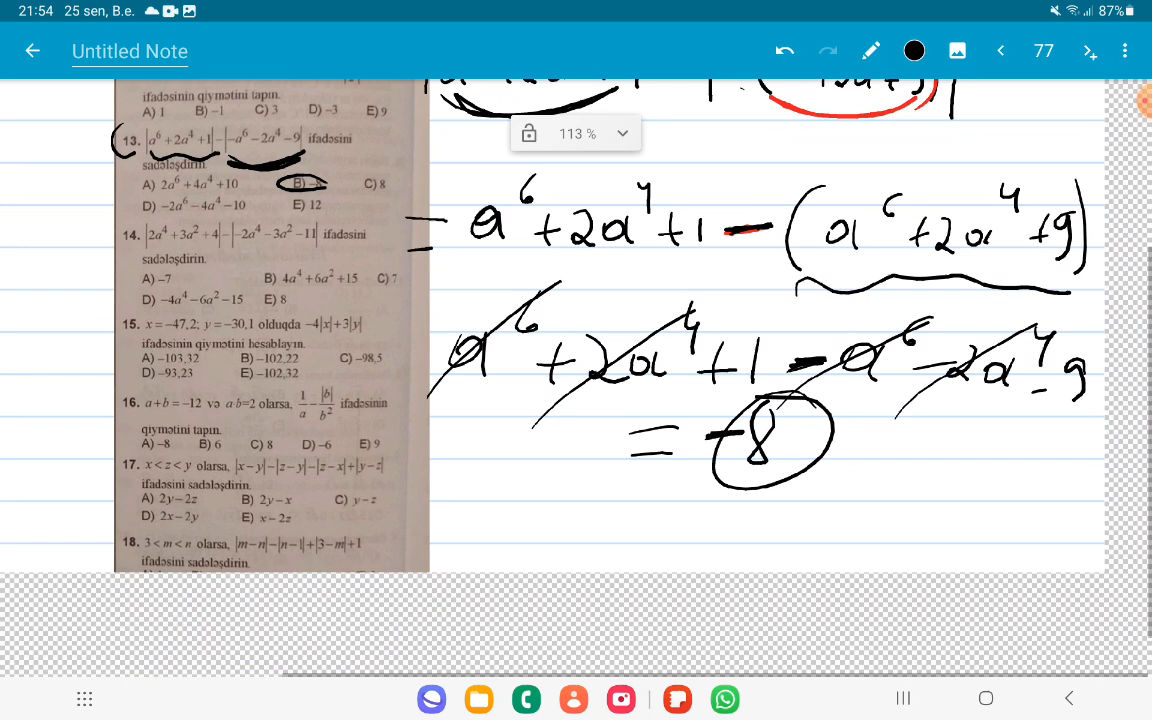 21:54 25 sen, B.e. 87%
Untitled Note 77
113 %
ifadəsinin qiymətini tapın.
A) 1 B) −1 C) 3 D) −3 E) 9
13. |a⁶ + 2a⁴ + 1| − |−a⁶ − 2a⁴ − 9| ifadəsini
sadələşdirin.
A) 2a⁶ + 4a⁴ + 10 B) −8 C) 8
D) −2a⁶ − 4a⁴ − 10 E) 12
14. |2a⁴ + 3a² + 4| − |−2a⁴ − 3a² − 11| ifadəsini
sadələşdirin.
A) −7 B) 4a⁴ + 6a² + 15 C) 7
D) −4a⁴ − 6a² − 15 E) 8
15. x = −47,2; y = −30,1 olduqda −4|x|+3|y|
ifadəsinin qiymətini hesablayın.
A) −103,32 B) −102,22 C) −98,5
D) −93,23 E) −102,32
16. a+b = −12 və a·b=2 olarsa, 1/a − |b|/b² ifadəsinin
qiymətini tapın.
A) −8 B) 6 C) 8 D) −6 E) 9
17. x < z < y olarsa, |x−y|−|z−y|−|z−x|+|y−z|
ifadəsini sadələşdirin.
A) 2y−2z B) 2y−x C) y−z
D) 2x−2y E) x−2z
18. 3 < m < n olarsa, |m−n|−|n−1|+|3−m|+1
ifadəsini sadələşdirin.
= a⁶ + 2a⁴ + 1 − (a⁶ + 2a⁴ + 9)
a⁶ + 2a⁴ + 1 − a⁶ − 2a⁴ − 9
= −8